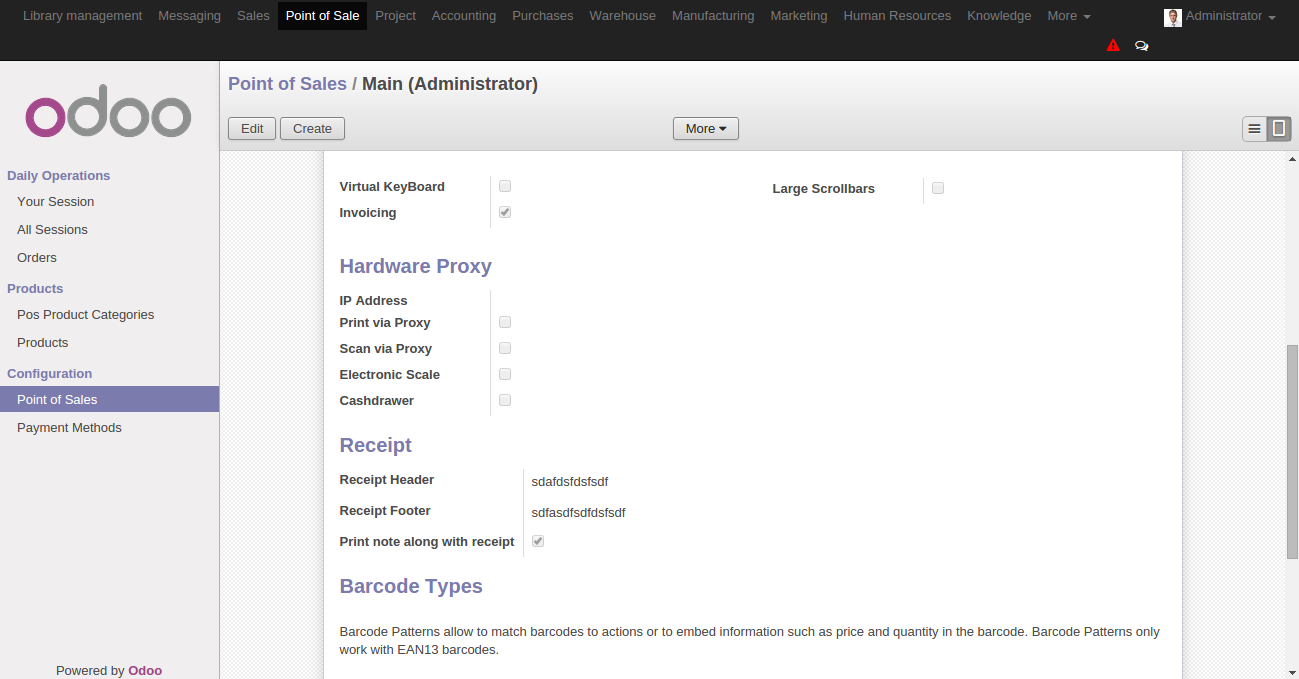 Library management Messaging Sales Point of Sale Project Accounting Purchases Warehouse Manufacturing Marketing Human Resources Knowledge More Administrator
odoo
Point of Sales / Main (Administrator)
Edit Create More
Daily Operations
Your Session
All Sessions
Orders
Products
Pos Product Categories
Products
Configuration
Point of Sales
Payment Methods
Powered by Odoo
Virtual KeyBoard
Large Scrollbars
Invoicing
Hardware Proxy
IP Address
Print via Proxy
Scan via Proxy
Electronic Scale
Cashdrawer
Receipt
Receipt Header sdafdsfdsfsdf
Receipt Footer sdfasdfsdfdsfsdf
Print note along with receipt
Barcode Types
Barcode Patterns allow to match barcodes to actions or to embed information such as price and quantity in the barcode. Barcode Patterns only
work with EAN13 barcodes.